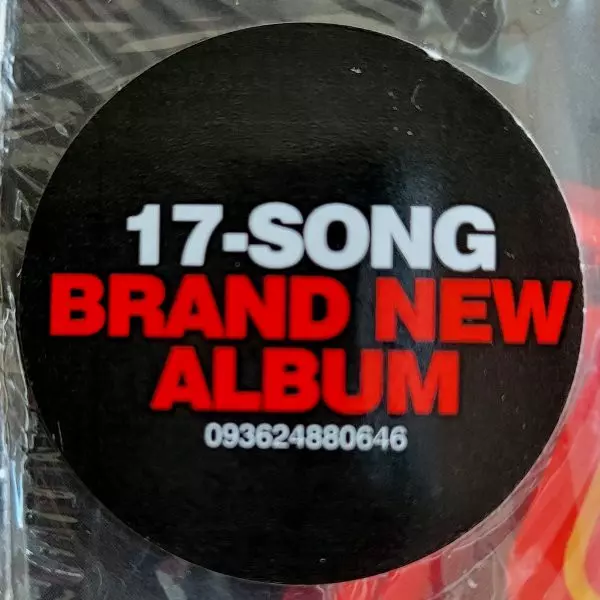 17-SONG
BRAND NEW
ALBUM
093624880646